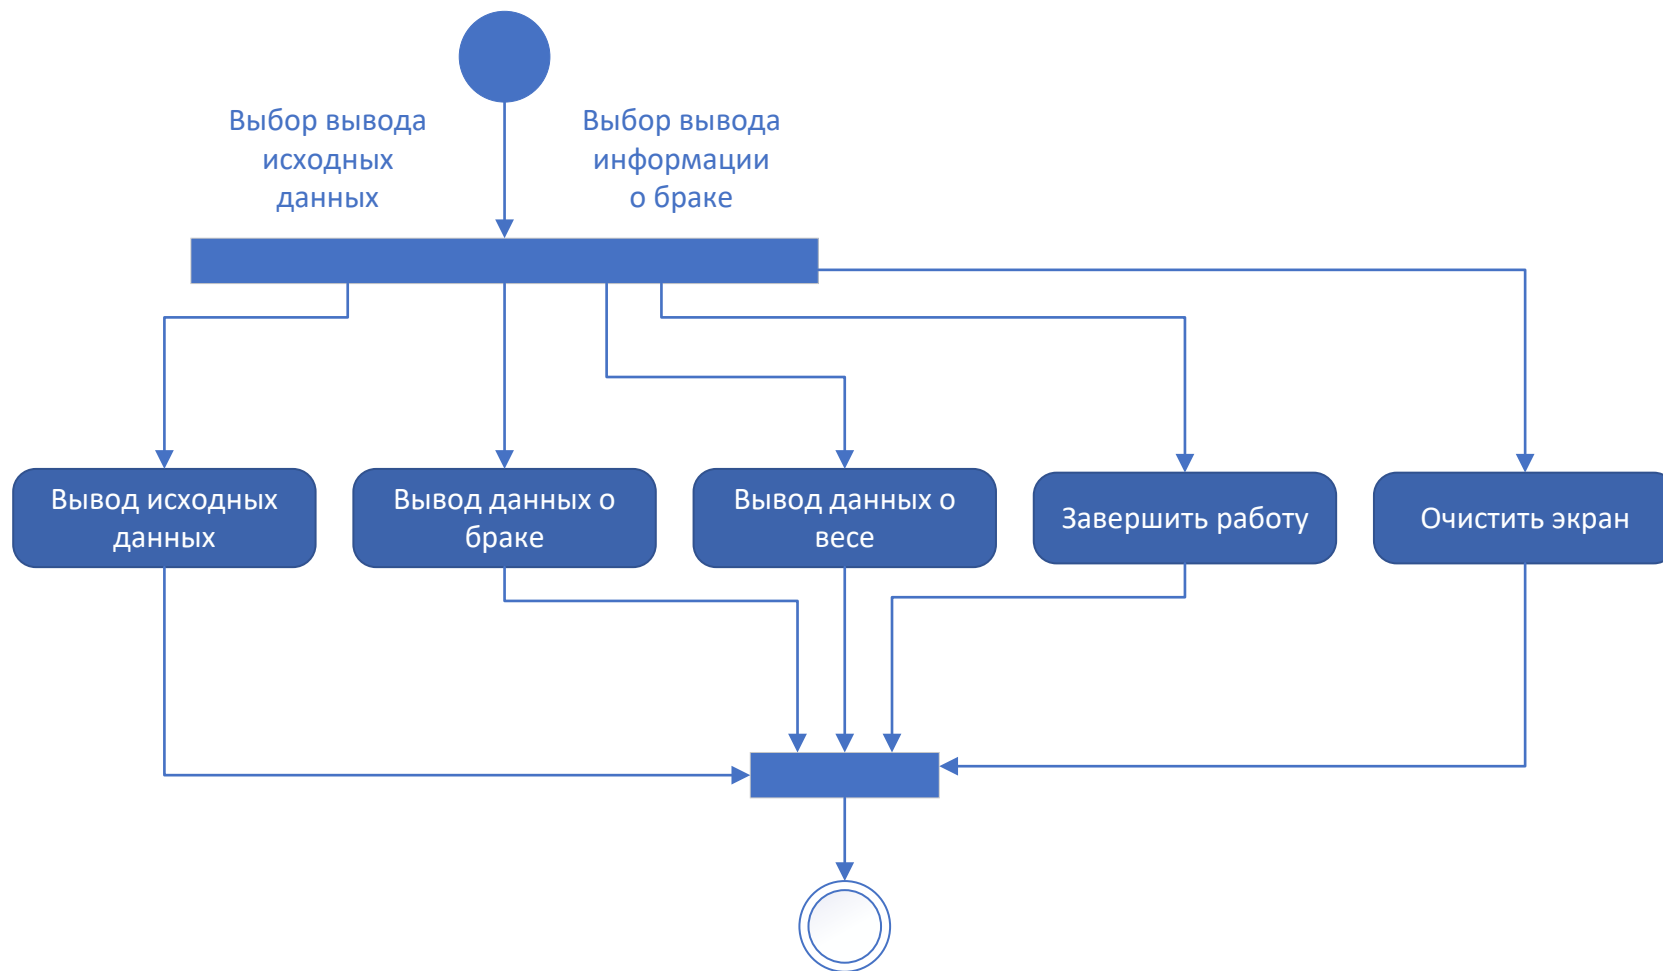 Выбор вывода
исходных
данных
Выбор вывода
информации
о браке
Вывод исходных
данных
Вывод данных о
браке
Вывод данных о
весе
Завершить работу
Очистить экран